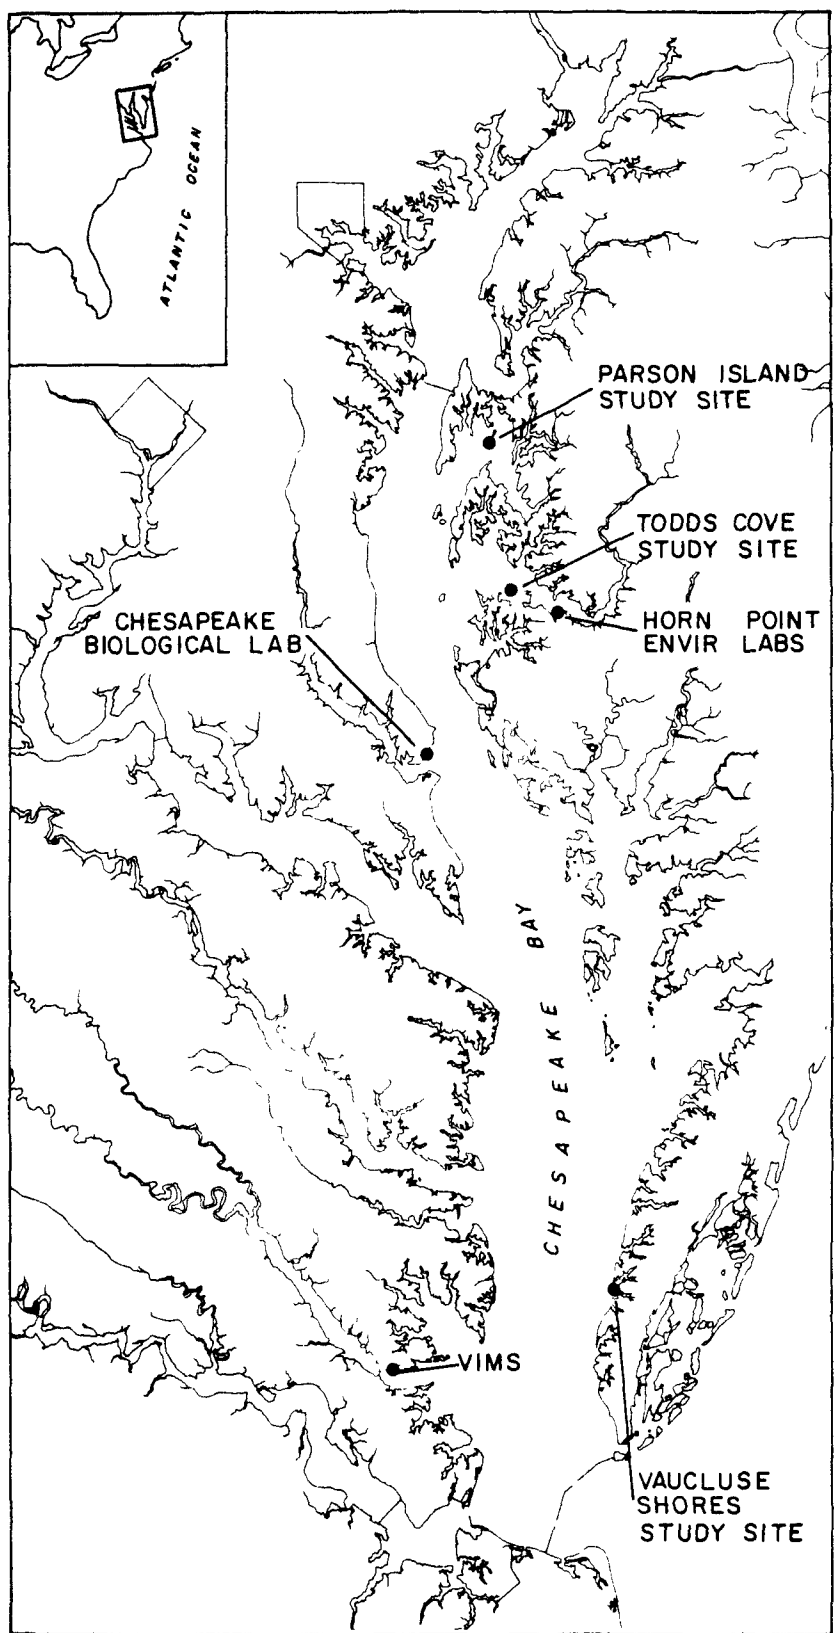 ATLANTIC OCEAN
PARSON ISLAND
STUDY SITE
TODDS COVE
STUDY SITE
CHESAPEAKE
BIOLOGICAL LAB
HORN POINT
ENVIR LABS
CHESAPEAKE BAY
VIMS
VAUCLUSE
SHORES
STUDY SITE